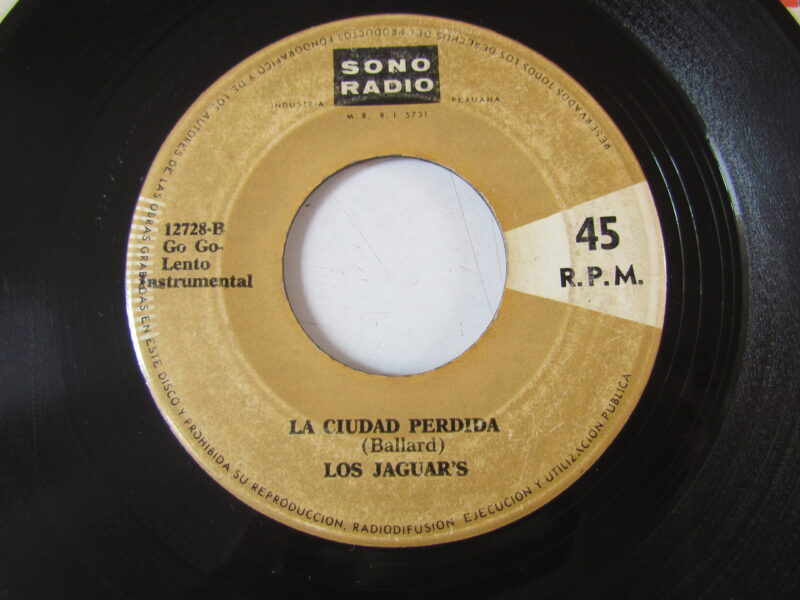 SONO
RADIO
INDUSTRIA PERUANA
M. R. R. I. 5731
12728-B
Go Go-
Lento
Instrumental
45
R.P.M.
LA CIUDAD PERDIDA
(Ballard)
LOS JAGUAR'S
RESERVADOS TODOS LOS DERECHOS DEL PRODUCTOR FONOGRAFICO Y DE LOS AUTORES DE LAS OBRAS GRABADAS EN ESTE DISCO Y PROHIBIDA SU REPRODUCCION, RADIODIFUSION EJECUCION Y UTILIZACION PUBLICA